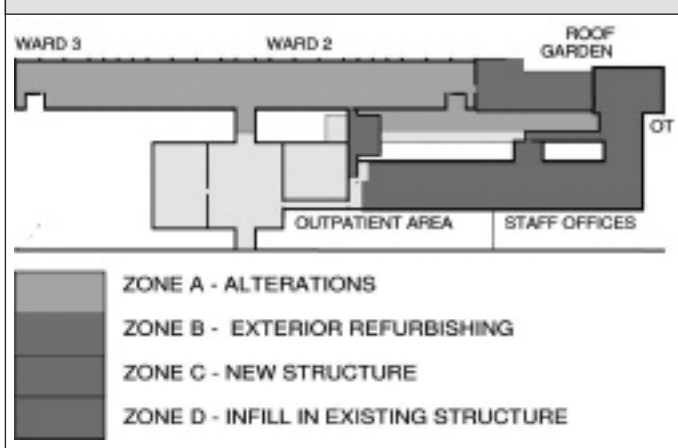 WARD 3
WARD 2
ROOF
GARDEN
OT
OUTPATIENT AREA
STAFF OFFICES
ZONE A - ALTERATIONS
ZONE B - EXTERIOR REFURBISHING
ZONE C - NEW STRUCTURE
ZONE D - INFILL IN EXISTING STRUCTURE